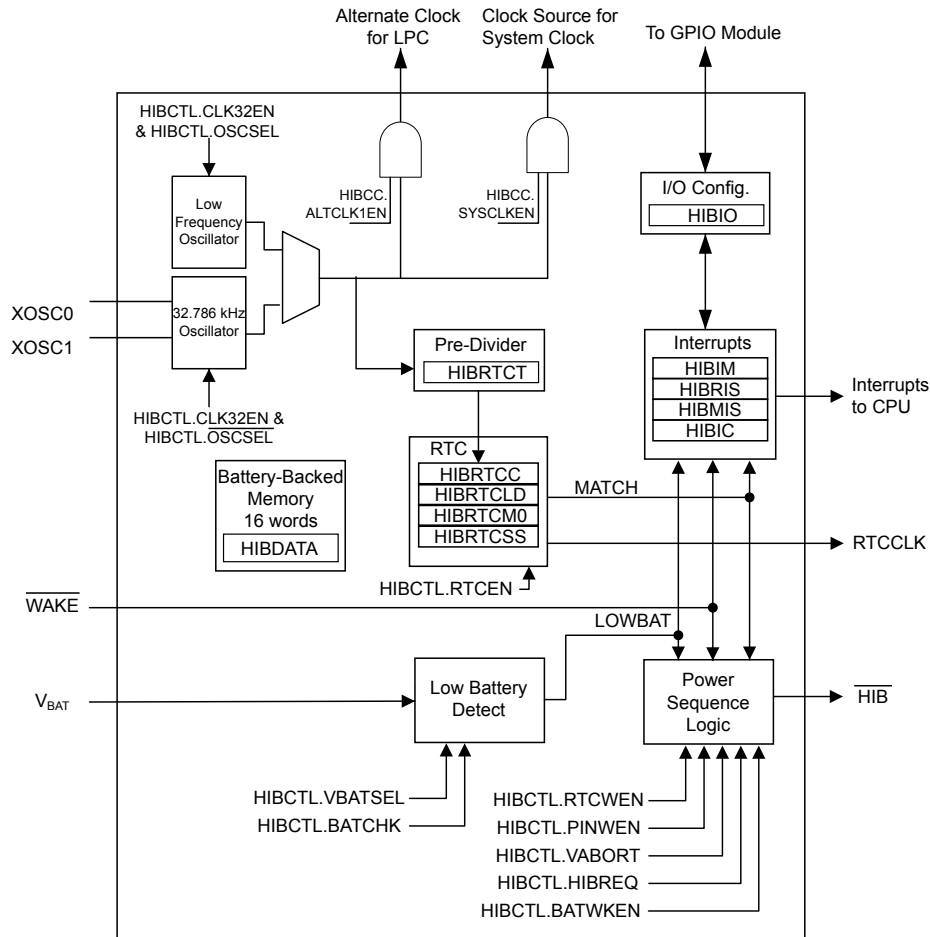 Alternate Clock
for LPC
Clock Source for
System Clock
To GPIO Module
HIBCTL.CLK32EN
& HIBCTL.OSCSEL
Low
Frequency
Oscillator
HIBCC.
ALTCLK1EN
HIBCC.
SYSCLKEN
I/O Config.
HIBIO
XOSC0
XOSC1
32.786 kHz
Oscillator
HIBCTL.CLK32EN &
HIBCTL.OSCSEL
Pre-Divider
HIBRTCT
Interrupts
HIBIM
HIBRIS
HIBMIS
HIBIC
Interrupts
to CPU
Battery-Backed
Memory
16 words
HIBDATA
RTC
HIBRTCC
HIBRTCLD
HIBRTCM0
HIBRTCSS
MATCH
RTCCLK
HIBCTL.RTCEN
WAKE
LOWBAT
VBAT
Low Battery
Detect
Power
Sequence
Logic
HIB
HIBCTL.VBATSEL
HIBCTL.BATCHK
HIBCTL.RTCWEN
HIBCTL.PINWEN
HIBCTL.VABORT
HIBCTL.HIBREQ
HIBCTL.BATWKEN